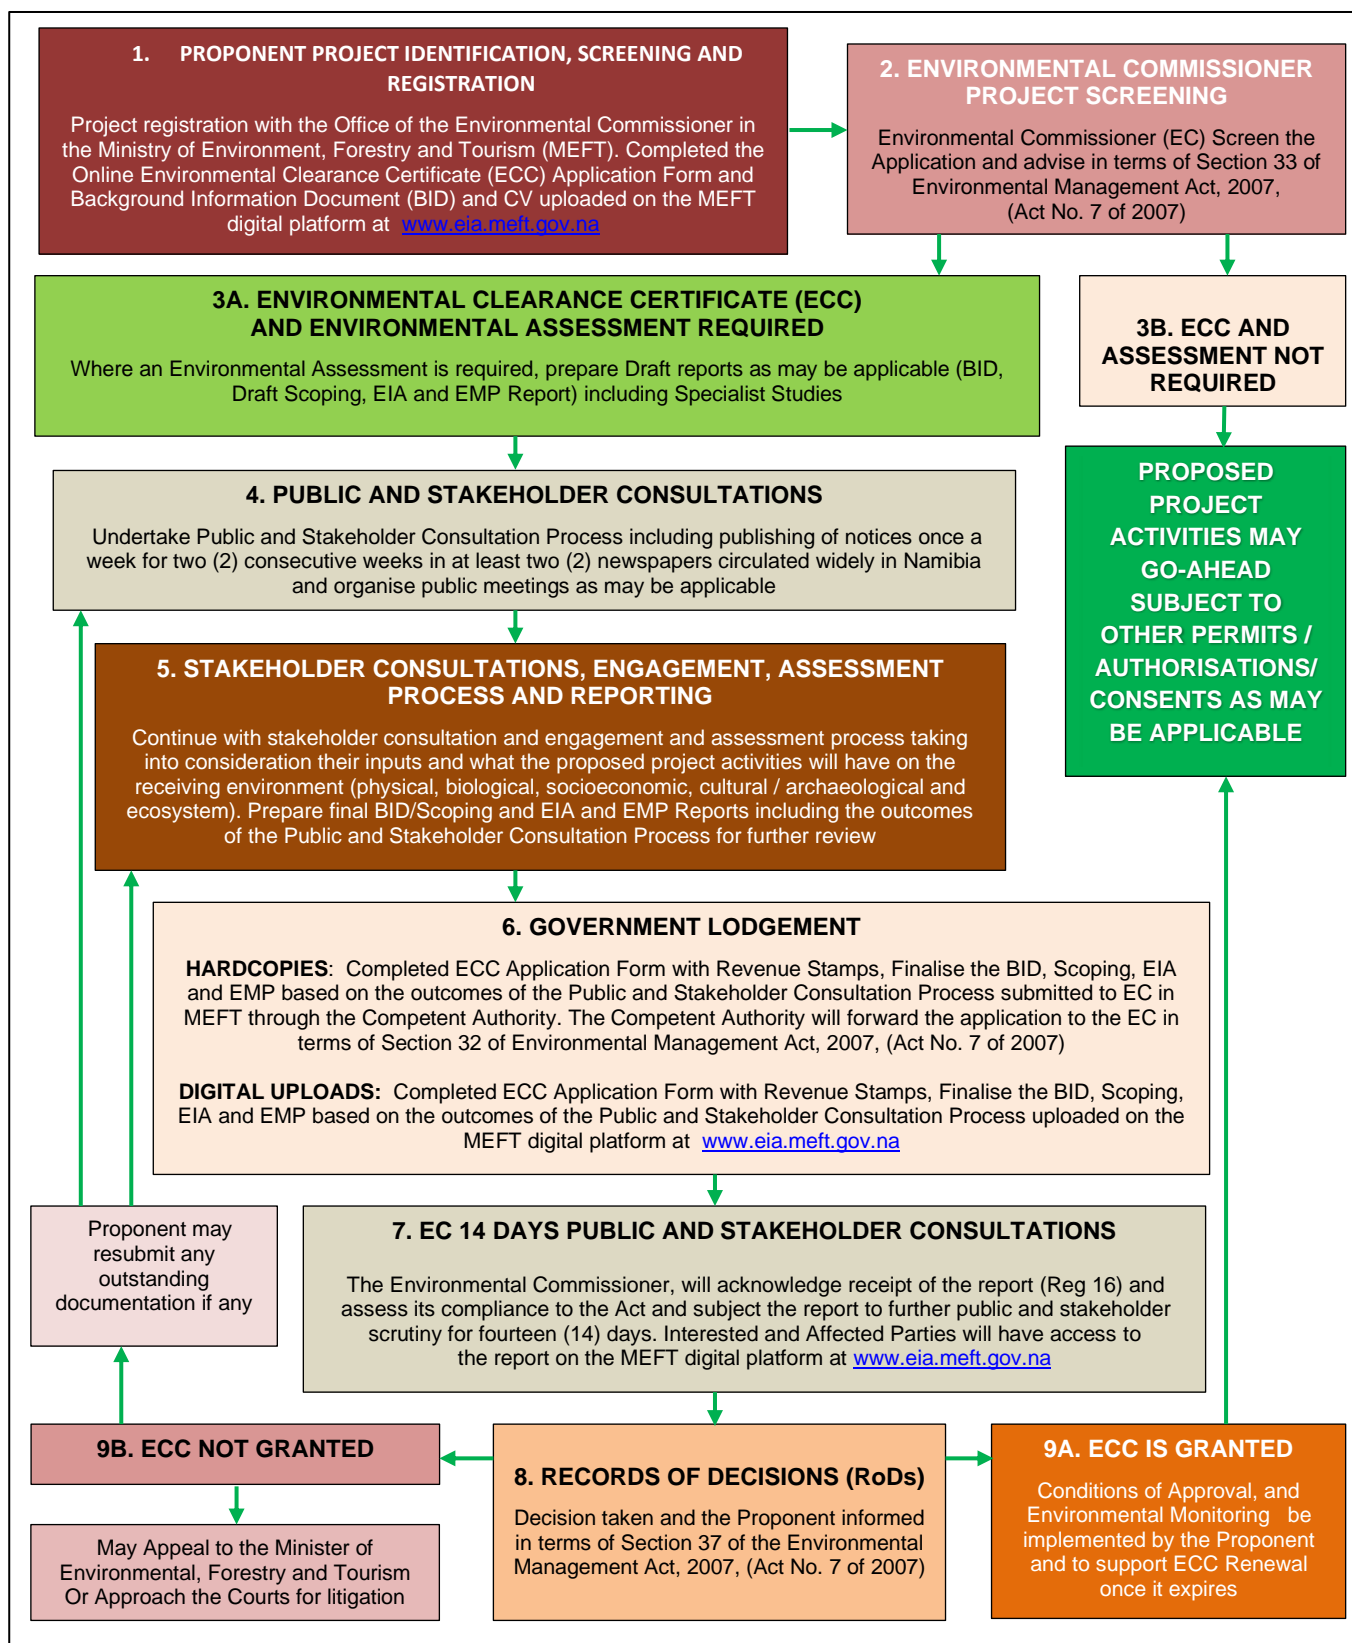 1. PROPONENT PROJECT IDENTIFICATION, SCREENING AND
REGISTRATION
Project registration with the Office of the Environmental Commissioner in
the Ministry of Environment, Forestry and Tourism (MEFT). Completed the
Online Environmental Clearance Certificate (ECC) Application Form and
Background Information Document (BID) and CV uploaded on the MEFT
digital platform at www.eia.meft.gov.na
2. ENVIRONMENTAL COMMISSIONER
PROJECT SCREENING
Environmental Commissioner (EC) Screen the
Application and advise in terms of Section 33 of
Environmental Management Act, 2007,
(Act No. 7 of 2007)
3A. ENVIRONMENTAL CLEARANCE CERTIFICATE (ECC)
AND ENVIRONMENTAL ASSESSMENT REQUIRED
Where an Environmental Assessment is required, prepare Draft reports as may be applicable (BID,
Draft Scoping, EIA and EMP Report) including Specialist Studies
3B. ECC AND
ASSESSMENT NOT
REQUIRED
4. PUBLIC AND STAKEHOLDER CONSULTATIONS
Undertake Public and Stakeholder Consultation Process including publishing of notices once a
week for two (2) consecutive weeks in at least two (2) newspapers circulated widely in Namibia
and organise public meetings as may be applicable
PROPOSED
PROJECT
ACTIVITIES MAY
GO-AHEAD
SUBJECT TO
OTHER PERMITS /
AUTHORISATIONS/
CONSENTS AS MAY
BE APPLICABLE
5. STAKEHOLDER CONSULTATIONS, ENGAGEMENT, ASSESSMENT
PROCESS AND REPORTING
Continue with stakeholder consultation and engagement and assessment process taking
into consideration their inputs and what the proposed project activities will have on the
receiving environment (physical, biological, socioeconomic, cultural / archaeological and
ecosystem). Prepare final BID/Scoping and EIA and EMP Reports including the outcomes
of the Public and Stakeholder Consultation Process for further review
6. GOVERNMENT LODGEMENT
HARDCOPIES: Completed ECC Application Form with Revenue Stamps, Finalise the BID, Scoping, EIA
and EMP based on the outcomes of the Public and Stakeholder Consultation Process submitted to EC in
MEFT through the Competent Authority. The Competent Authority will forward the application to the EC in
terms of Section 32 of Environmental Management Act, 2007, (Act No. 7 of 2007)
DIGITAL UPLOADS: Completed ECC Application Form with Revenue Stamps, Finalise the BID, Scoping,
EIA and EMP based on the outcomes of the Public and Stakeholder Consultation Process uploaded on the
MEFT digital platform at www.eia.meft.gov.na
Proponent may
resubmit any
outstanding
documentation if any
7. EC 14 DAYS PUBLIC AND STAKEHOLDER CONSULTATIONS
The Environmental Commissioner, will acknowledge receipt of the report (Reg 16) and
assess its compliance to the Act and subject the report to further public and stakeholder
scrutiny for fourteen (14) days. Interested and Affected Parties will have access to
the report on the MEFT digital platform at www.eia.meft.gov.na
9B. ECC NOT GRANTED
May Appeal to the Minister of
Environmental, Forestry and Tourism
Or Approach the Courts for litigation
8. RECORDS OF DECISIONS (RoDs)
Decision taken and the Proponent informed
in terms of Section 37 of the Environmental
Management Act, 2007, (Act No. 7 of 2007)
9A. ECC IS GRANTED
Conditions of Approval, and
Environmental Monitoring be
implemented by the Proponent
and to support ECC Renewal
once it expires